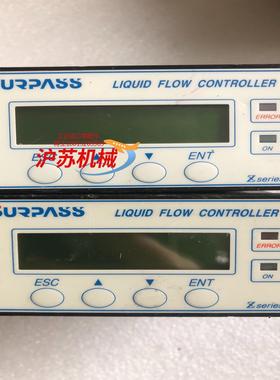 SURPASS LIQUID FLOW CONTROLLER
ERROR
沪苏机械
ESC ▲ ▼ ENT
ON
Z series
SURPASS LIQUID FLOW CONTROLLER
ERROR
ON
ESC ▲ ▼ ENT
Z series